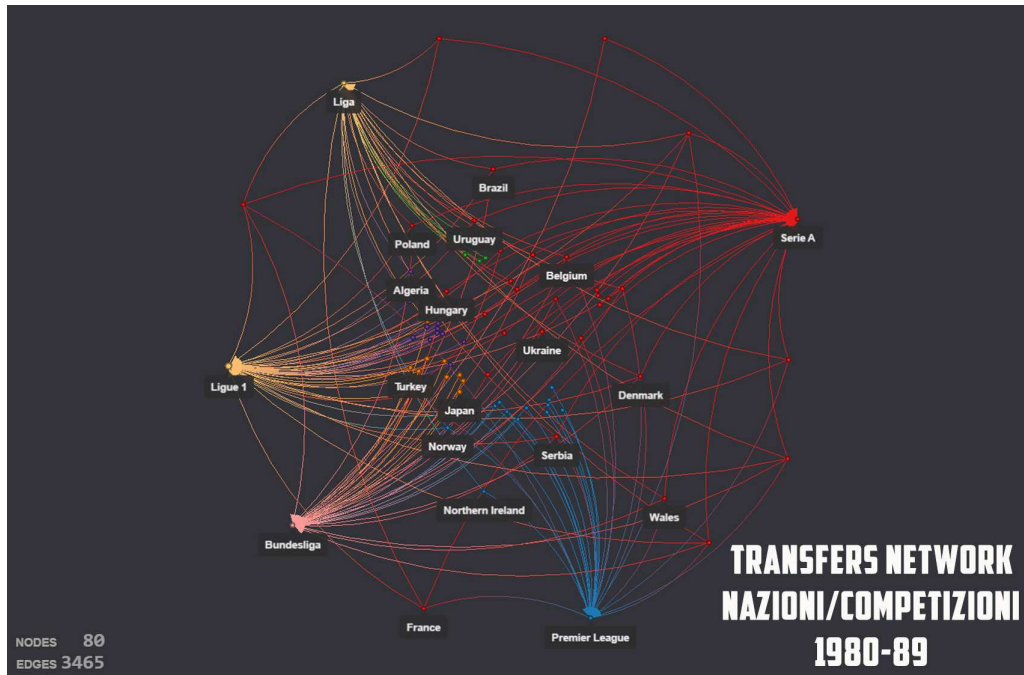 Liga
Brazil
Serie A
Poland
Uruguay
Belgium
Algeria
Hungary
Ukraine
Ligue 1
Turkey
Denmark
Japan
Norway
Serbia
Northern Ireland
Wales
Bundesliga
France
Premier League
TRANSFERS NETWORK
NAZIONI/COMPETIZIONI
1980-89
NODES 80
EDGES 3465